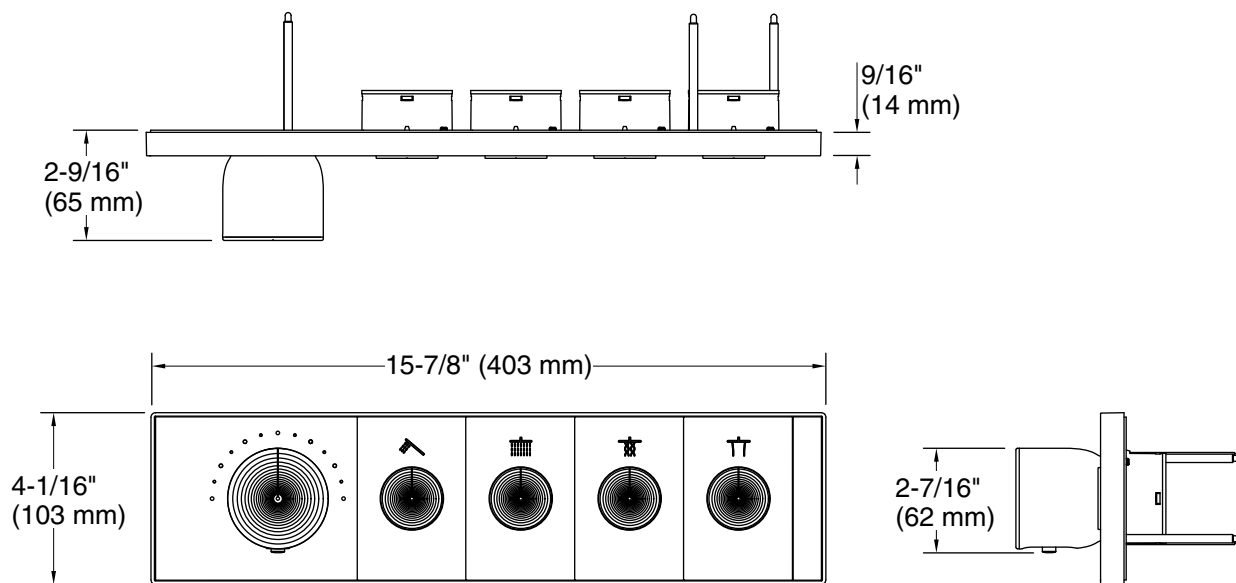 9/16"
(14 mm)
2-9/16"
(65 mm)
15-7/8" (403 mm)
4-1/16"
(103 mm)
2-7/16"
(62 mm)